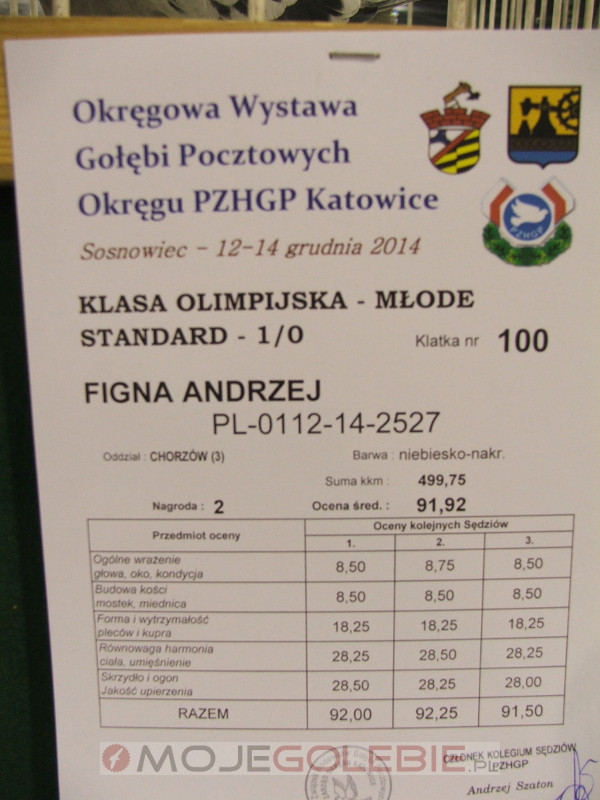 Okręgowa Wystawa
Gołębi Pocztowych
Okręgu PZHGP Katowice
PZHGP
Sosnowiec - 12-14 grudnia 2014
KLASA OLIMPIJSKA - MŁODE
STANDARD - 1/O
Klatka nr 100
FIGNA ANDRZEJ
PL-0112-14-2527
Oddział : CHORZÓW (3) Barwa : niebiesko-nakr.
Suma kkm : 499,75
Nagroda : 2 Ocena śred. : 91,92
Przedmiot oceny Oceny kolejnych Sędziów
1. 2. 3.
Ogólne wrażenie
głowa, oko, kondycja 8,50 8,75 8,50
Budowa kości
mostek, miednica 8,50 8,50 8,50
Forma i wytrzymałość
pleców i kupra 18,25 18,25 18,25
Równowaga harmonia
ciała, umięśnienie 28,25 28,50 28,25
Skrzydło i ogon
Jakość upierzenia 28,50 28,25 28,00
RAZEM 92,00 92,25 91,50
MOJEGOLEBIE.PL
CZŁONEK KOLEGIUM SĘDZIÓW
PZHGP
Andrzej Szaton